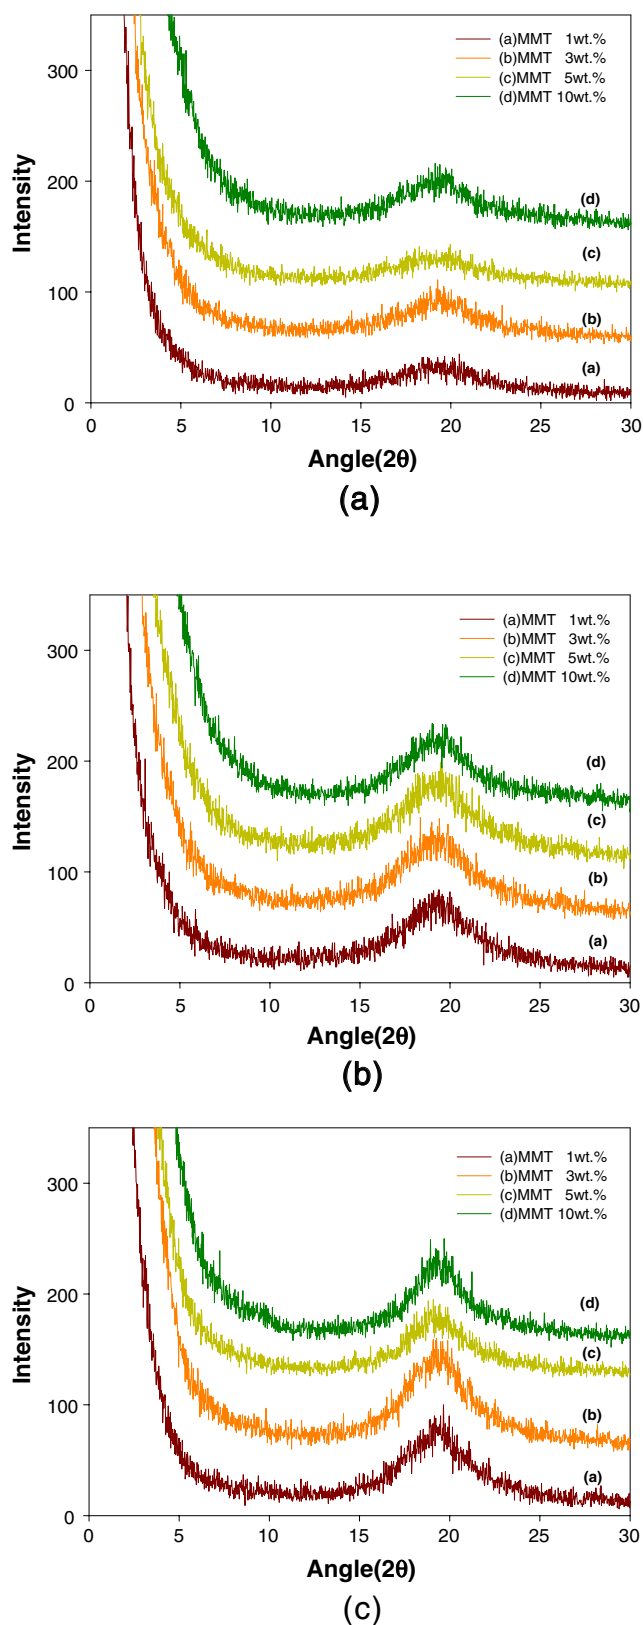 350
300
200
100
0
(a)MMT 1wt.%
(b)MMT 3wt.%
(c)MMT 5wt.%
(d)MMT 10wt.%
(d)
(c)
(b)
(a)
Intensity
0 5 10 15 20 25 30
Angle(2θ)
(a)
300
200
100
0
(a)MMT 1wt.%
(b)MMT 3wt.%
(c)MMT 5wt.%
(d)MMT 10wt.%
(d)
(c)
(b)
(a)
Intensity
0 5 10 15 20 25 30
Angle(2θ)
(b)
300
200
100
0
(a)MMT 1wt.%
(b)MMT 3wt.%
(c)MMT 5wt.%
(d)MMT 10wt.%
(d)
(c)
(b)
(a)
Intensity
0 5 10 15 20 25 30
Angle(2θ)
(c)